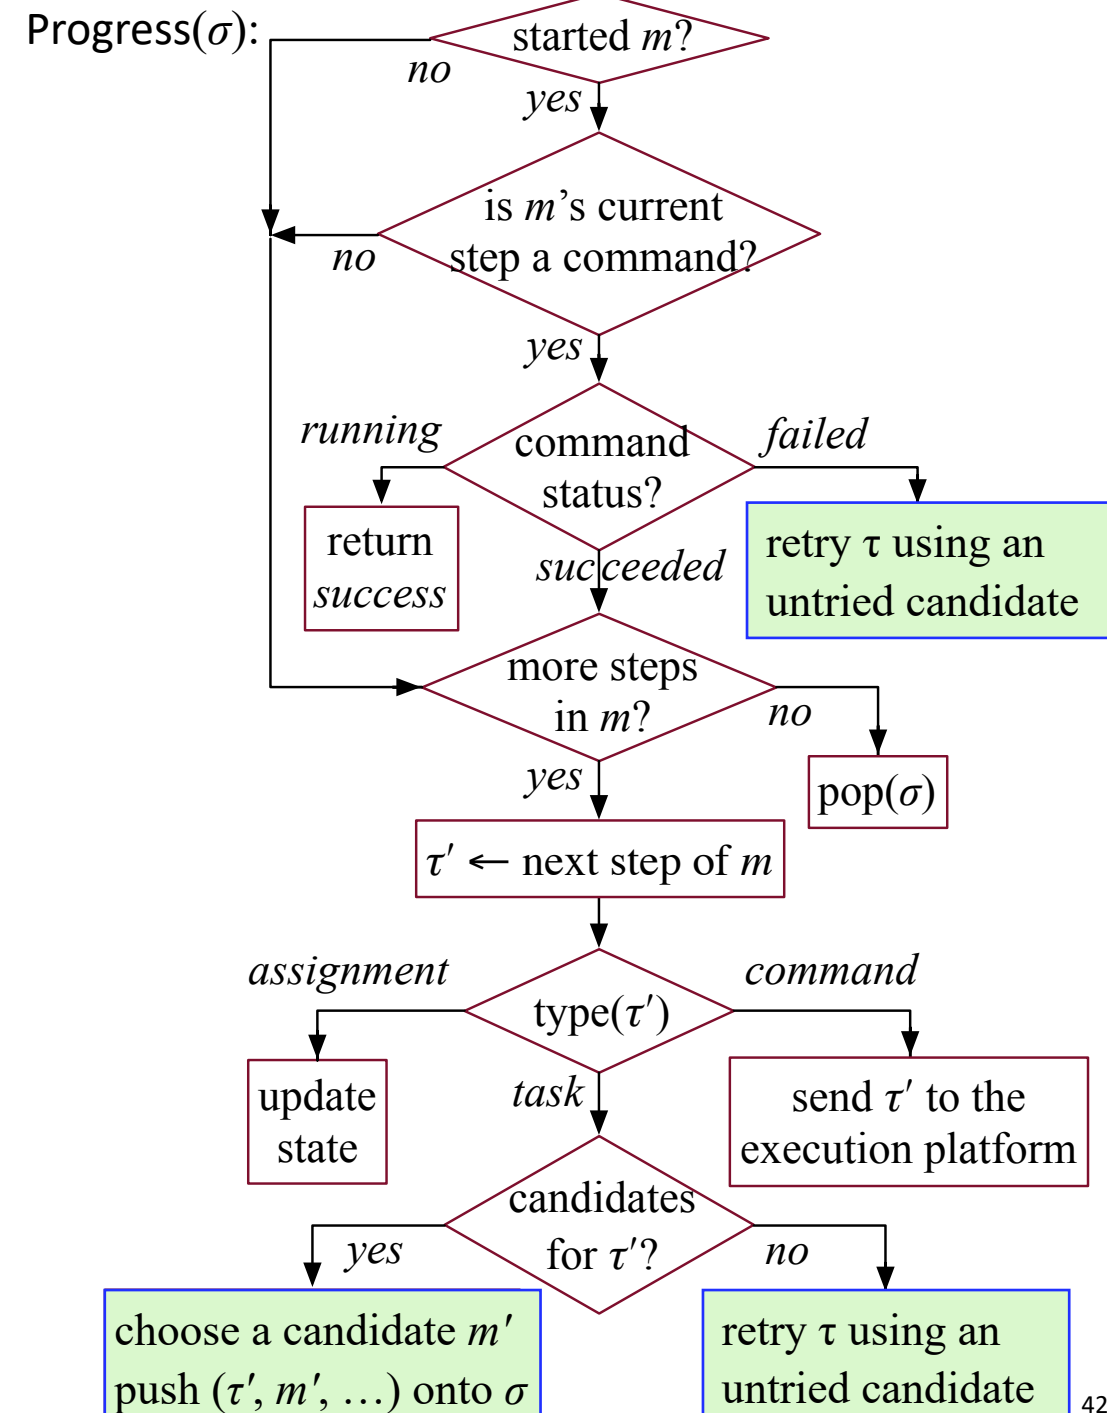 Progress(σ):
started m?
no
yes
is m’s current
step a command?
no
yes
running
failed
command
status?
return
success
succeeded
retry τ using an
untried candidate
more steps
in m?
no
yes
pop(σ)
τ′ ← next step of m
assignment
command
type(τ′)
update
state
task
send τ′ to the
execution platform
candidates
for τ′?
yes
no
choose a candidate m′
push (τ′, m′, …) onto σ
retry τ using an
untried candidate
42